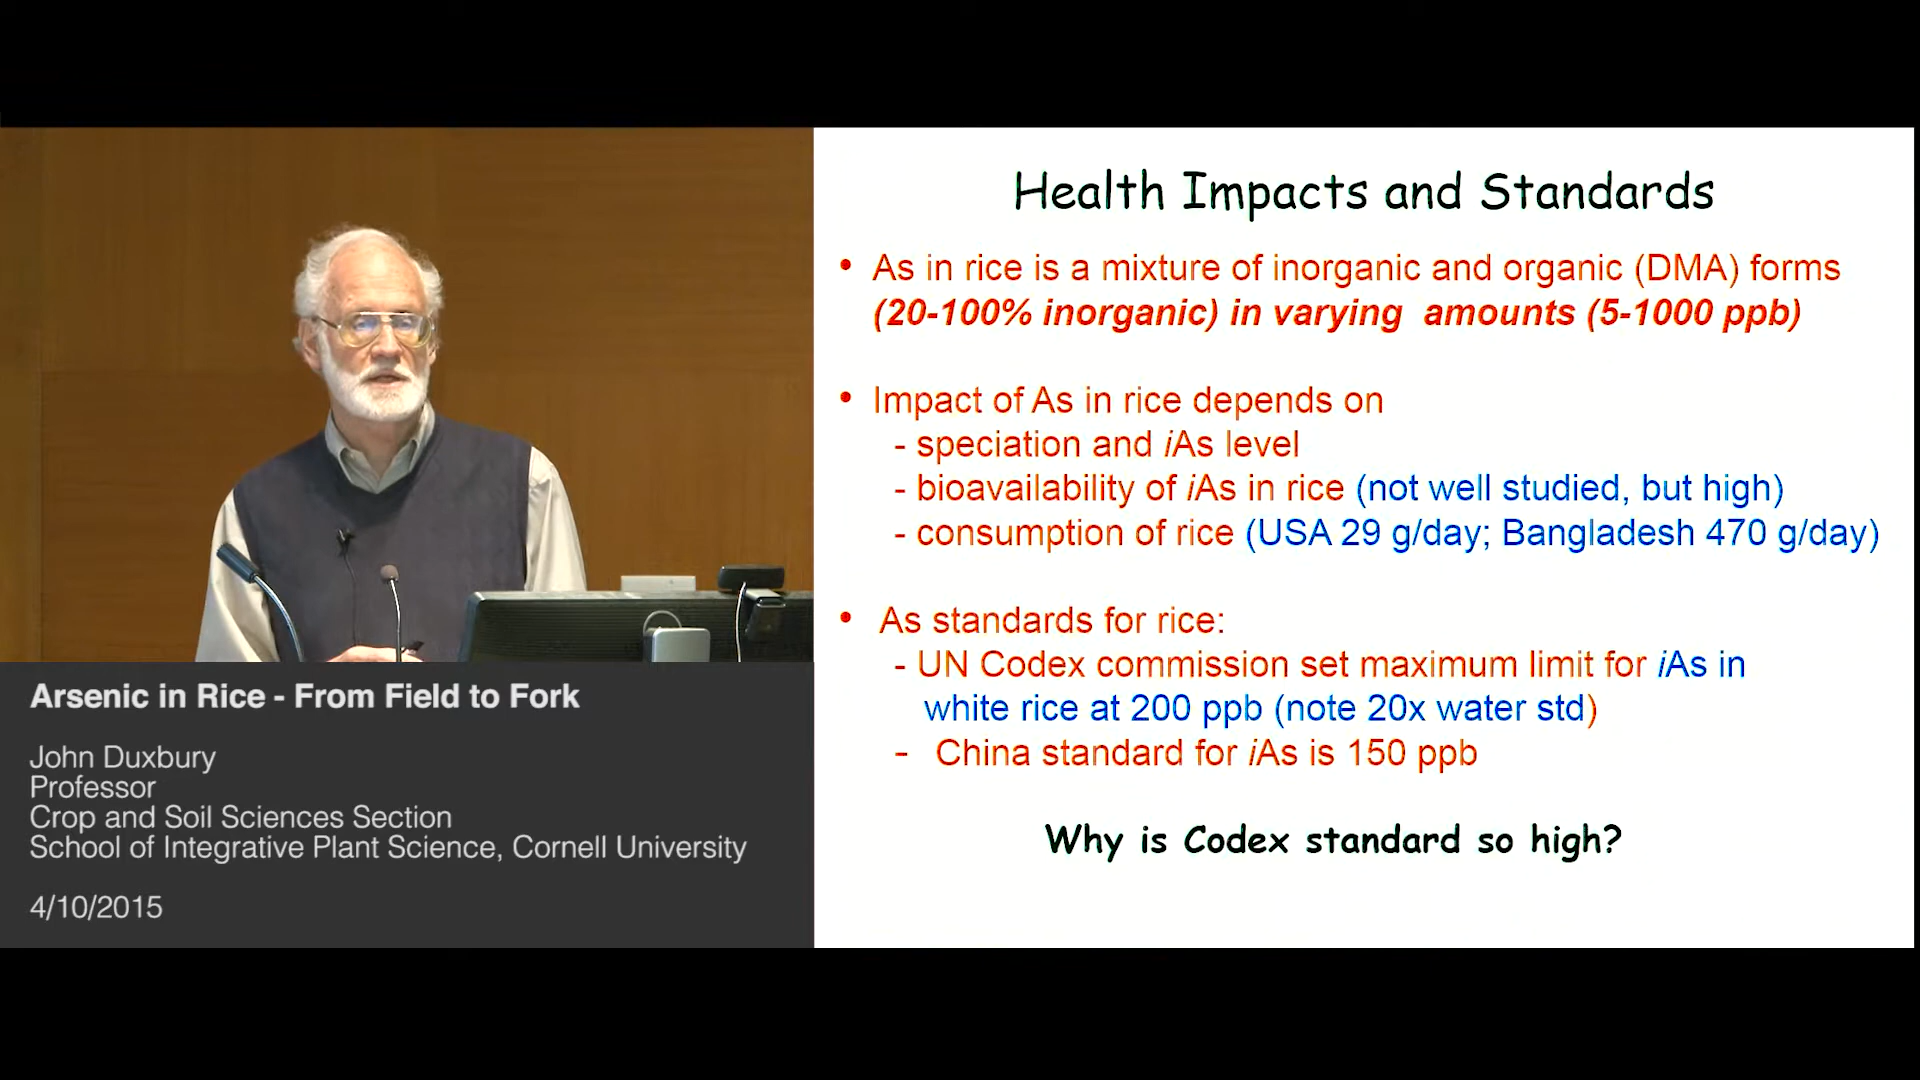 Health Impacts and Standards
• As in rice is a mixture of inorganic and organic (DMA) forms
(20-100% inorganic) in varying amounts (5-1000 ppb)
• Impact of As in rice depends on
- speciation and iAs level
- bioavailability of iAs in rice (not well studied, but high)
- consumption of rice (USA 29 g/day; Bangladesh 470 g/day)
• As standards for rice:
- UN Codex commission set maximum limit for iAs in
white rice at 200 ppb (note 20x water std)
- China standard for iAs is 150 ppb
Why is Codex standard so high?
Arsenic in Rice - From Field to Fork
John Duxbury
Professor
Crop and Soil Sciences Section
School of Integrative Plant Science, Cornell University
4/10/2015